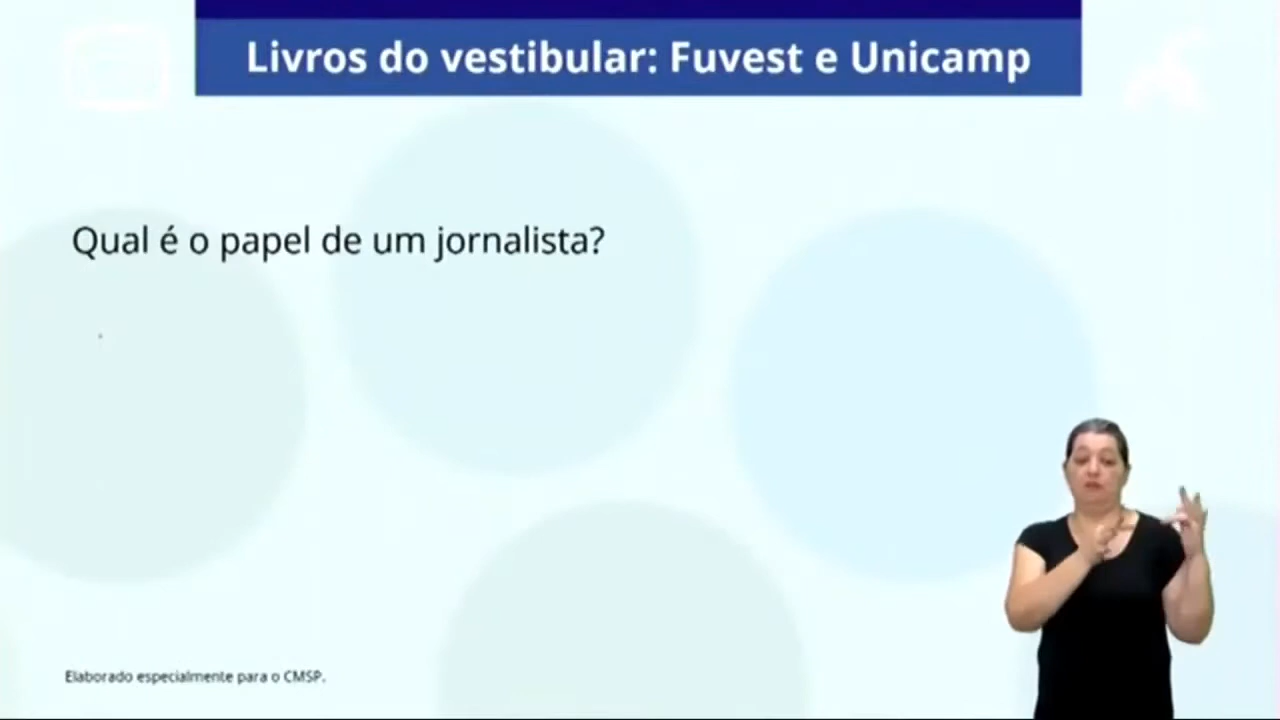 Livros do vestibular: Fuvest e Unicamp
Qual é o papel de um jornalista?
Elaborado especialmente para o CMSP.